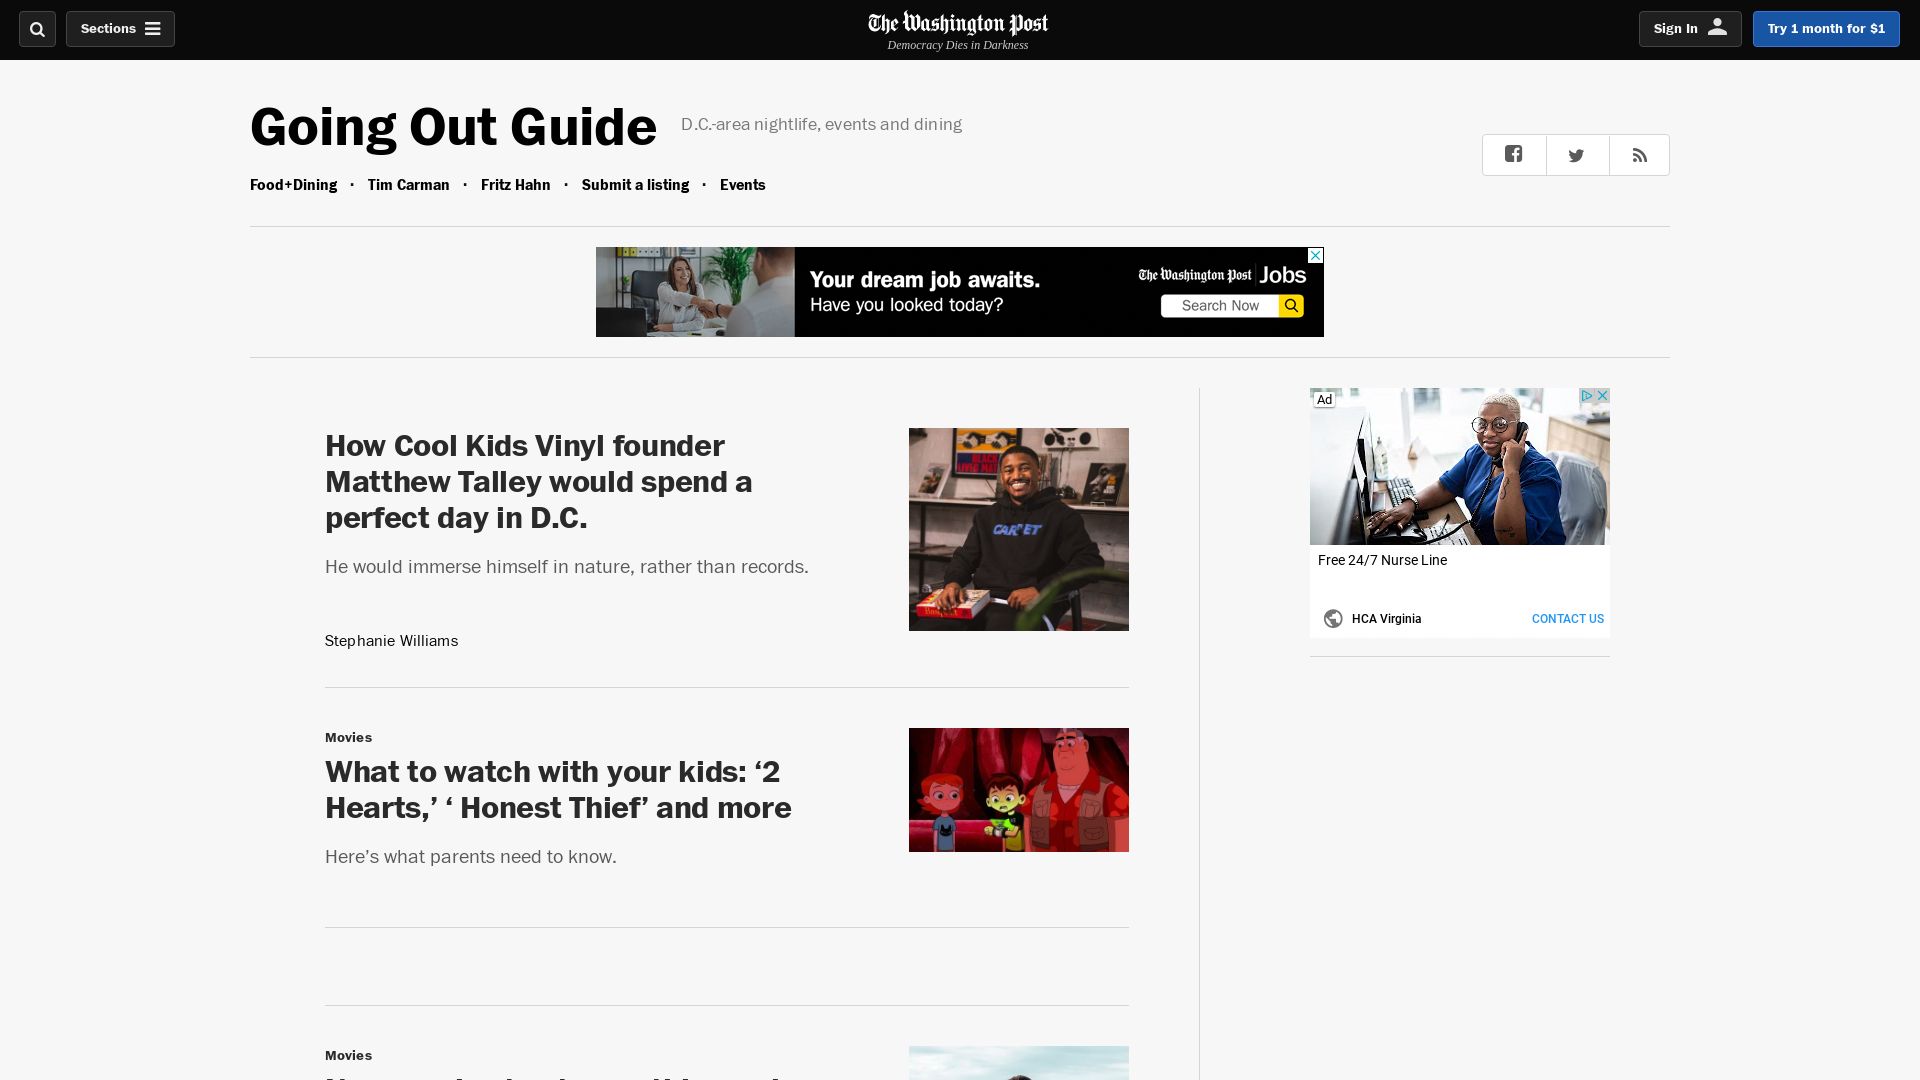 Sections
The Washington Post
Democracy Dies in Darkness
Sign In
Try 1 month for $1
Going Out Guide
D.C.-area nightlife, events and dining
Food+Dining · Tim Carman · Fritz Hahn · Submit a listing · Events
Your dream job awaits.
Have you looked today?
The Washington Post Jobs
Search Now
How Cool Kids Vinyl founder
Matthew Talley would spend a
perfect day in D.C.
He would immerse himself in nature, rather than records.
Stephanie Williams
Ad
Free 24/7 Nurse Line
HCA Virginia
CONTACT US
Movies
What to watch with your kids: ‘2
Hearts,’ ‘ Honest Thief’ and more
Here’s what parents need to know.
Movies